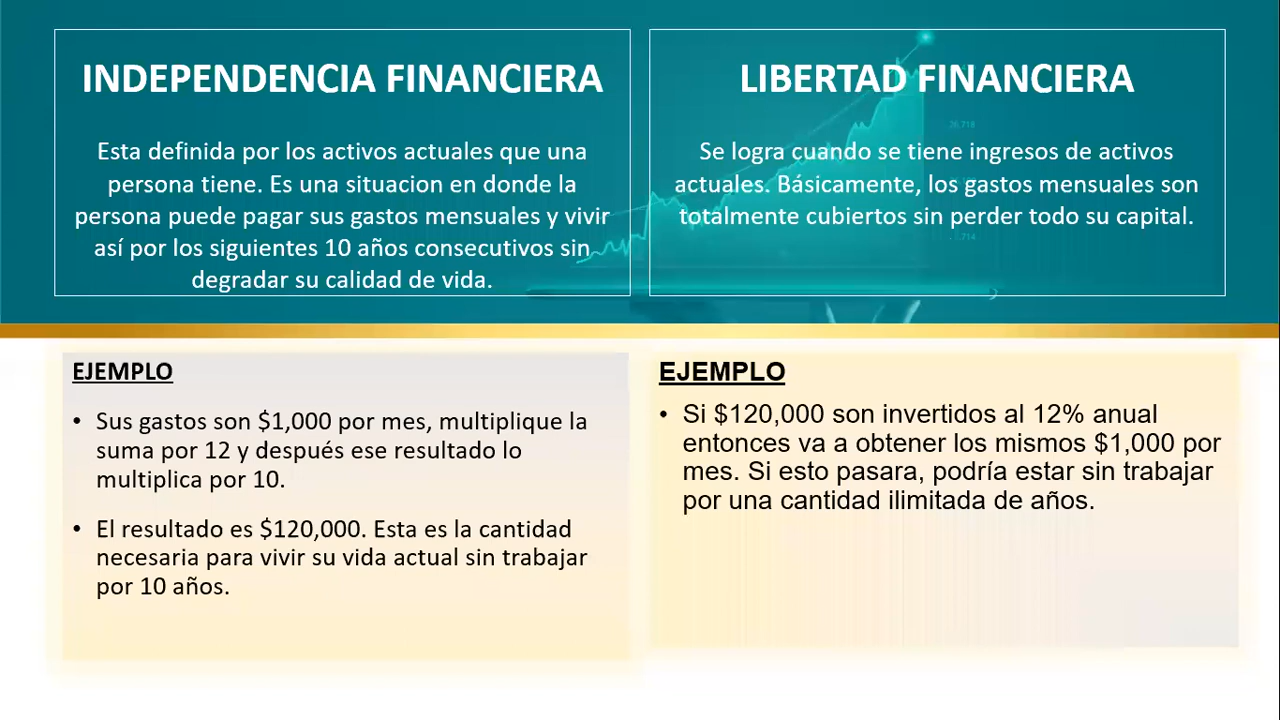 INDEPENDENCIA FINANCIERA
Esta definida por los activos actuales que una
persona tiene. Es una situacion en donde la
persona puede pagar sus gastos mensuales y vivir
así por los siguientes 10 años consecutivos sin
degradar su calidad de vida.
LIBERTAD FINANCIERA
Se logra cuando se tiene ingresos de activos
actuales. Básicamente, los gastos mensuales son
totalmente cubiertos sin perder todo su capital.
EJEMPLO
• Sus gastos son $1,000 por mes, multiplique la
suma por 12 y después ese resultado lo
multiplica por 10.
• El resultado es $120,000. Esta es la cantidad
necesaria para vivir su vida actual sin trabajar
por 10 años.
EJEMPLO
• Si $120,000 son invertidos al 12% anual
entonces va a obtener los mismos $1,000 por
mes. Si esto pasara, podría estar sin trabajar
por una cantidad ilimitada de años.